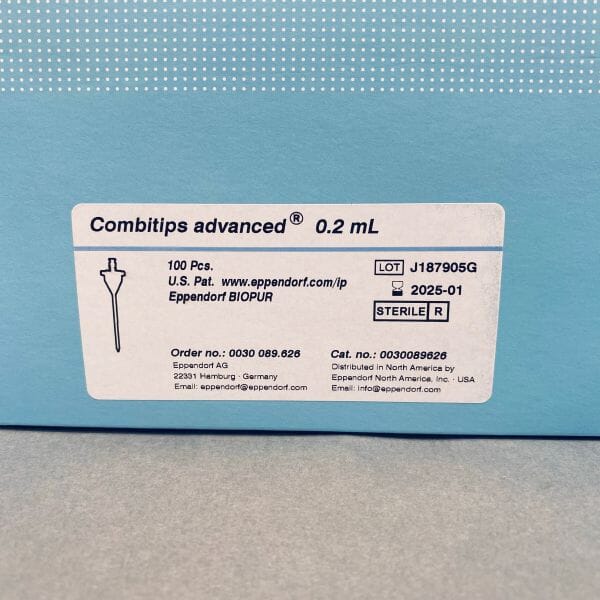 Combitips advanced® 0.2 mL
100 Pcs.
U.S. Pat. www.eppendorf.com/ip
Eppendorf BIOPUR
LOT J187905G
2025-01
STERILE R
Order no.: 0030 089.626
Eppendorf AG
22331 Hamburg · Germany
Email: eppendorf@eppendorf.com
Cat. no.: 0030089626
Distributed in North America by
Eppendorf North America, Inc. · USA
Email: info@eppendorf.com